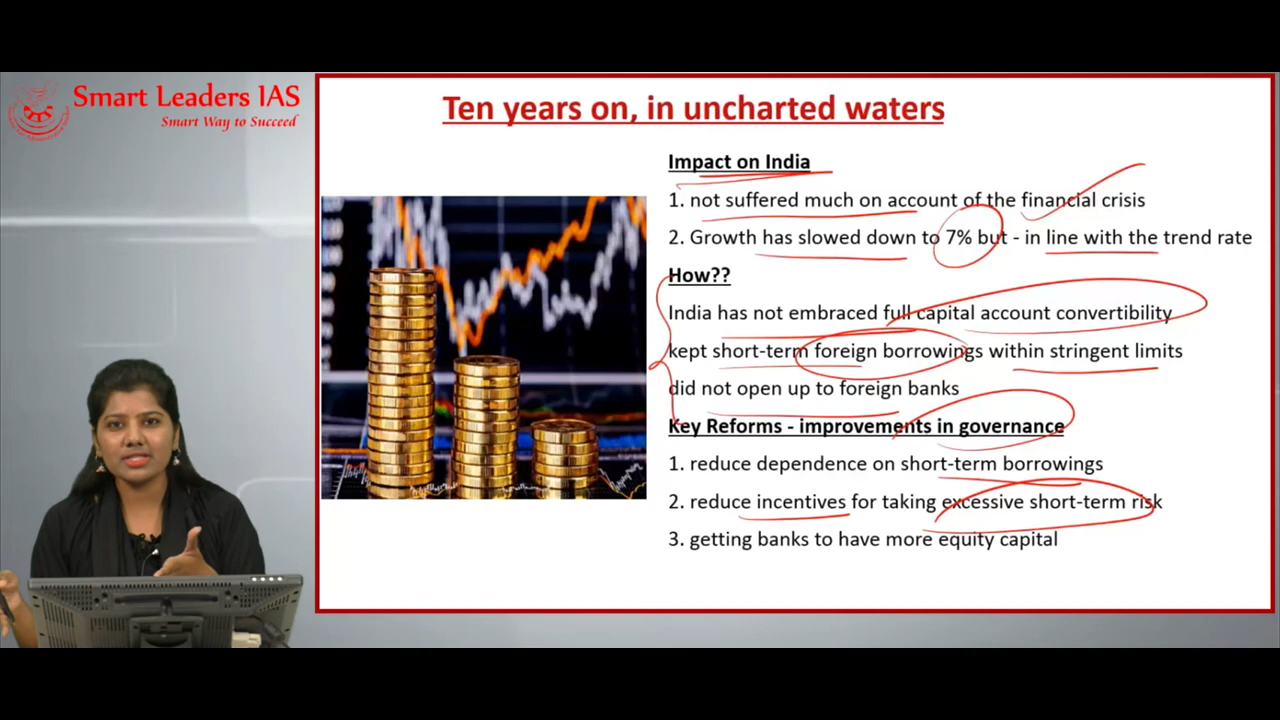 Smart Leaders IAS
Smart Way to Succeed
Ten years on, in uncharted waters
Impact on India
1. not suffered much on account of the financial crisis
2. Growth has slowed down to 7% but - in line with the trend rate
How??
India has not embraced full capital account convertibility
kept short-term foreign borrowings within stringent limits
did not open up to foreign banks
Key Reforms - improvements in governance
1. reduce dependence on short-term borrowings
2. reduce incentives for taking excessive short-term risk
3. getting banks to have more equity capital